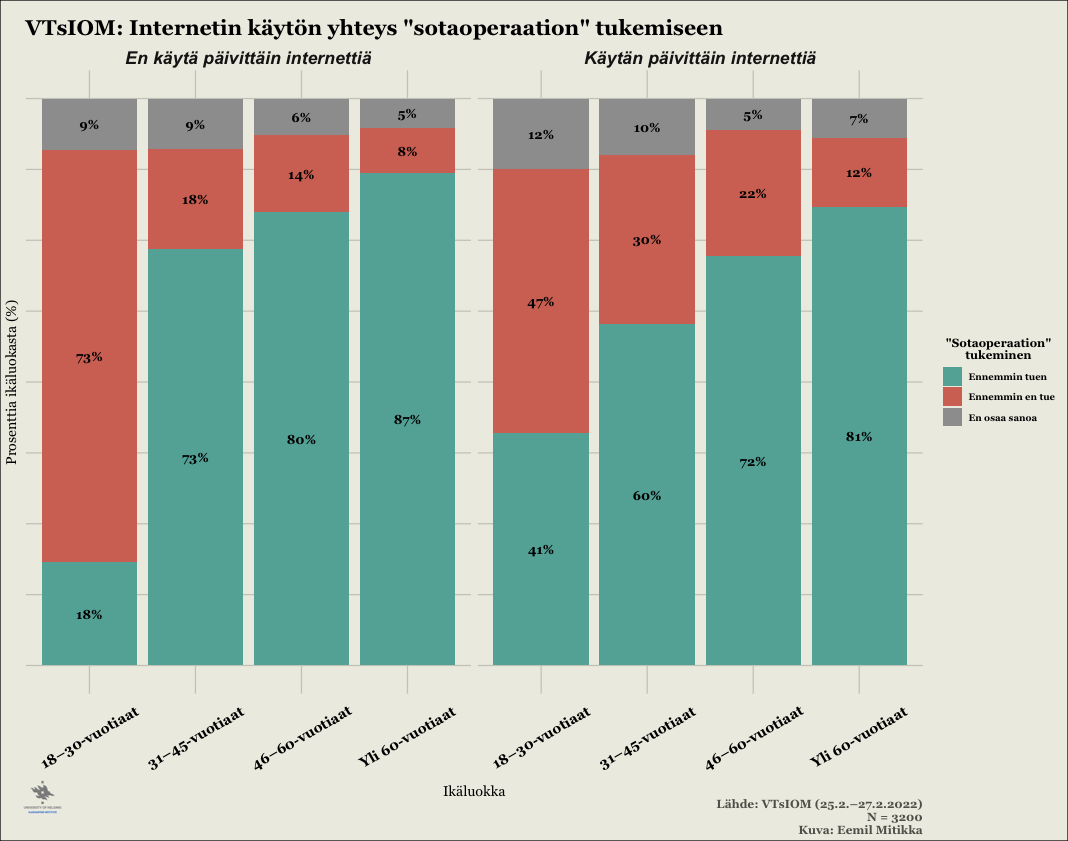 VTsIOM: Internetin käytön yhteys "sotaoperaation" tukemiseen
En käytä päivittäin internettiä
Käytän päivittäin internettiä
Prosenttia ikäluokasta (%)
9%
9%
6%
5%
73%
18%
14%
8%
18%
73%
80%
87%
12%
10%
5%
7%
47%
30%
22%
12%
41%
60%
72%
81%
"Sotaoperaation"
tukeminen
Ennemmin tuen
Ennemmin en tue
En osaa sanoa
18–30-vuotiaat
31–45-vuotiaat
46–60-vuotiaat
Yli 60-vuotiaat
18–30-vuotiaat
31–45-vuotiaat
46–60-vuotiaat
Yli 60-vuotiaat
Ikäluokka
UNIVERSITY OF HELSINKI
Lähde: VTsIOM (25.2.–27.2.2022)
N = 3200
Kuva: Eemil Mitikka